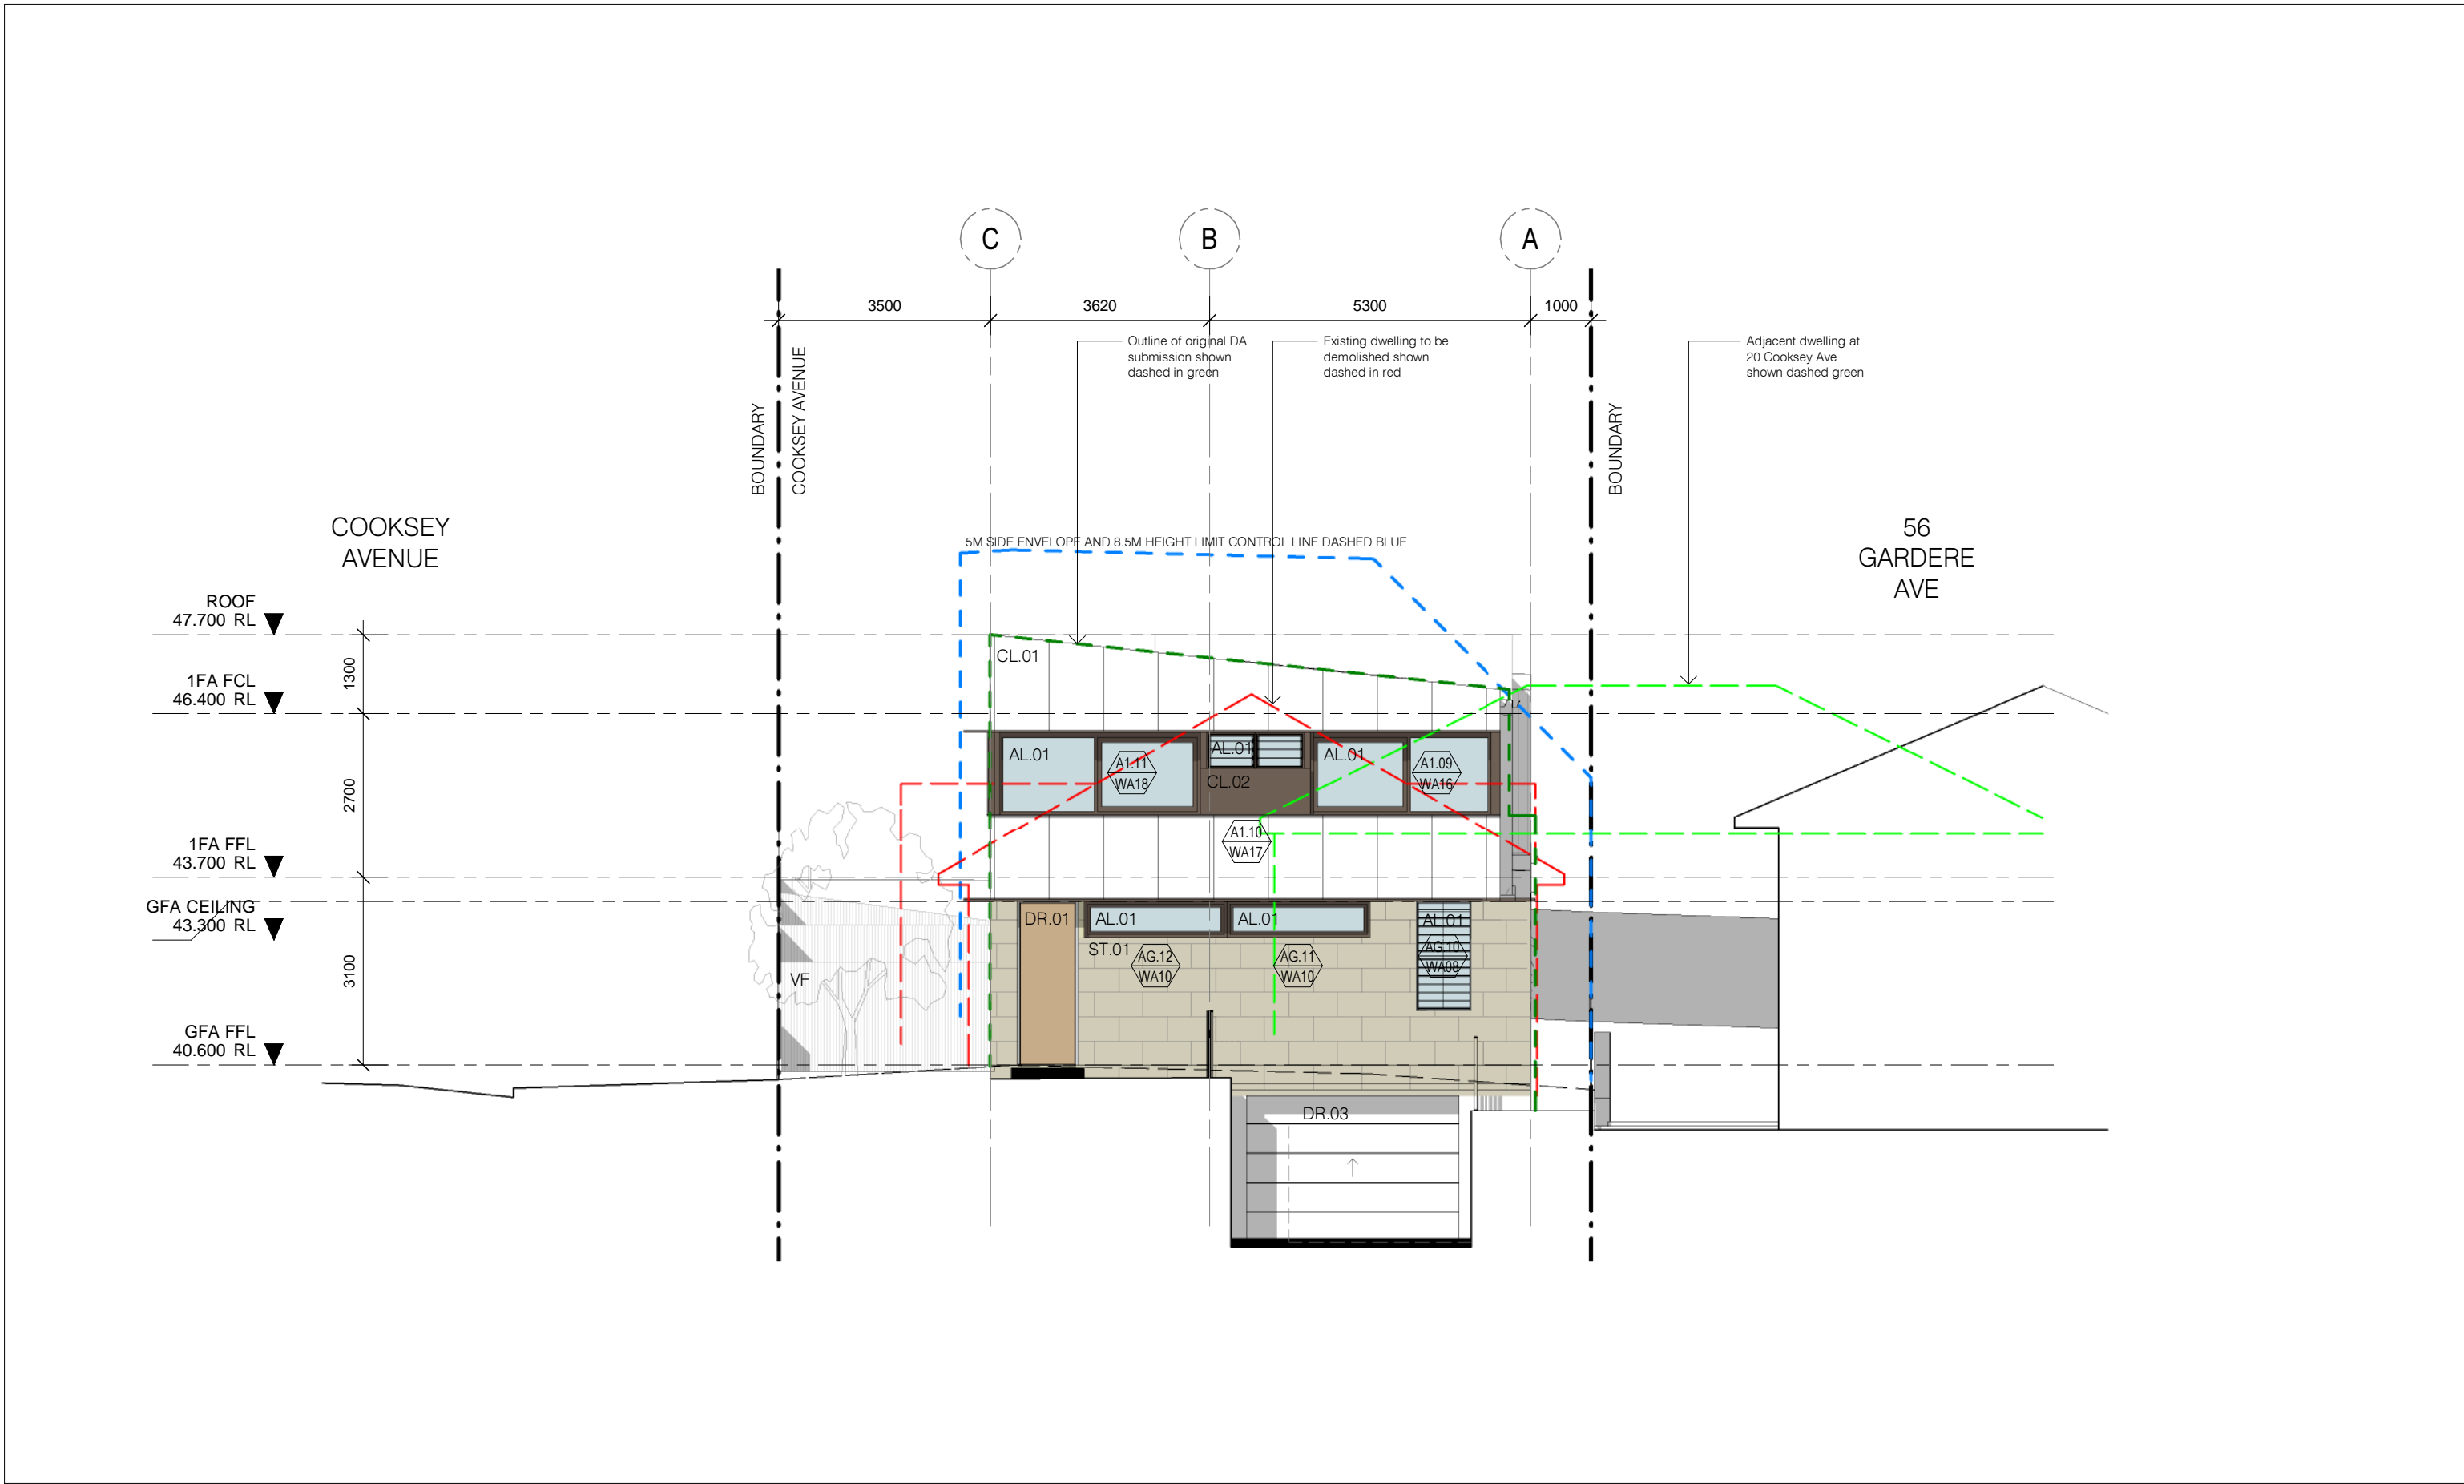 C
B
A
3500
3620
5300
1000
Outline of original DA
submission shown
dashed in green
Existing dwelling to be
demolished shown
dashed in red
Adjacent dwelling at
20 Cooksey Ave
shown dashed green
BOUNDARY
COOKSEY AVENUE
BOUNDARY
COOKSEY
AVENUE
56
GARDERE
AVE
5M SIDE ENVELOPE AND 8.5M HEIGHT LIMIT CONTROL LINE DASHED BLUE
ROOF
47.700 RL
1300
CL.01
1FA FCL
46.400 RL
2700
AL.01
A1.11
WA18
AL.01
CL.02
AL.01
A1.09
WA16
A1.10
WA17
1FA FFL
43.700 RL
GFA CEILING
43.300 RL
3100
DR.01
AL.01
AL.01
AL.01
ST.01
AG.12
WA10
AG.11
WA10
AG.10
WA08
VF
GFA FFL
40.600 RL
DR.03